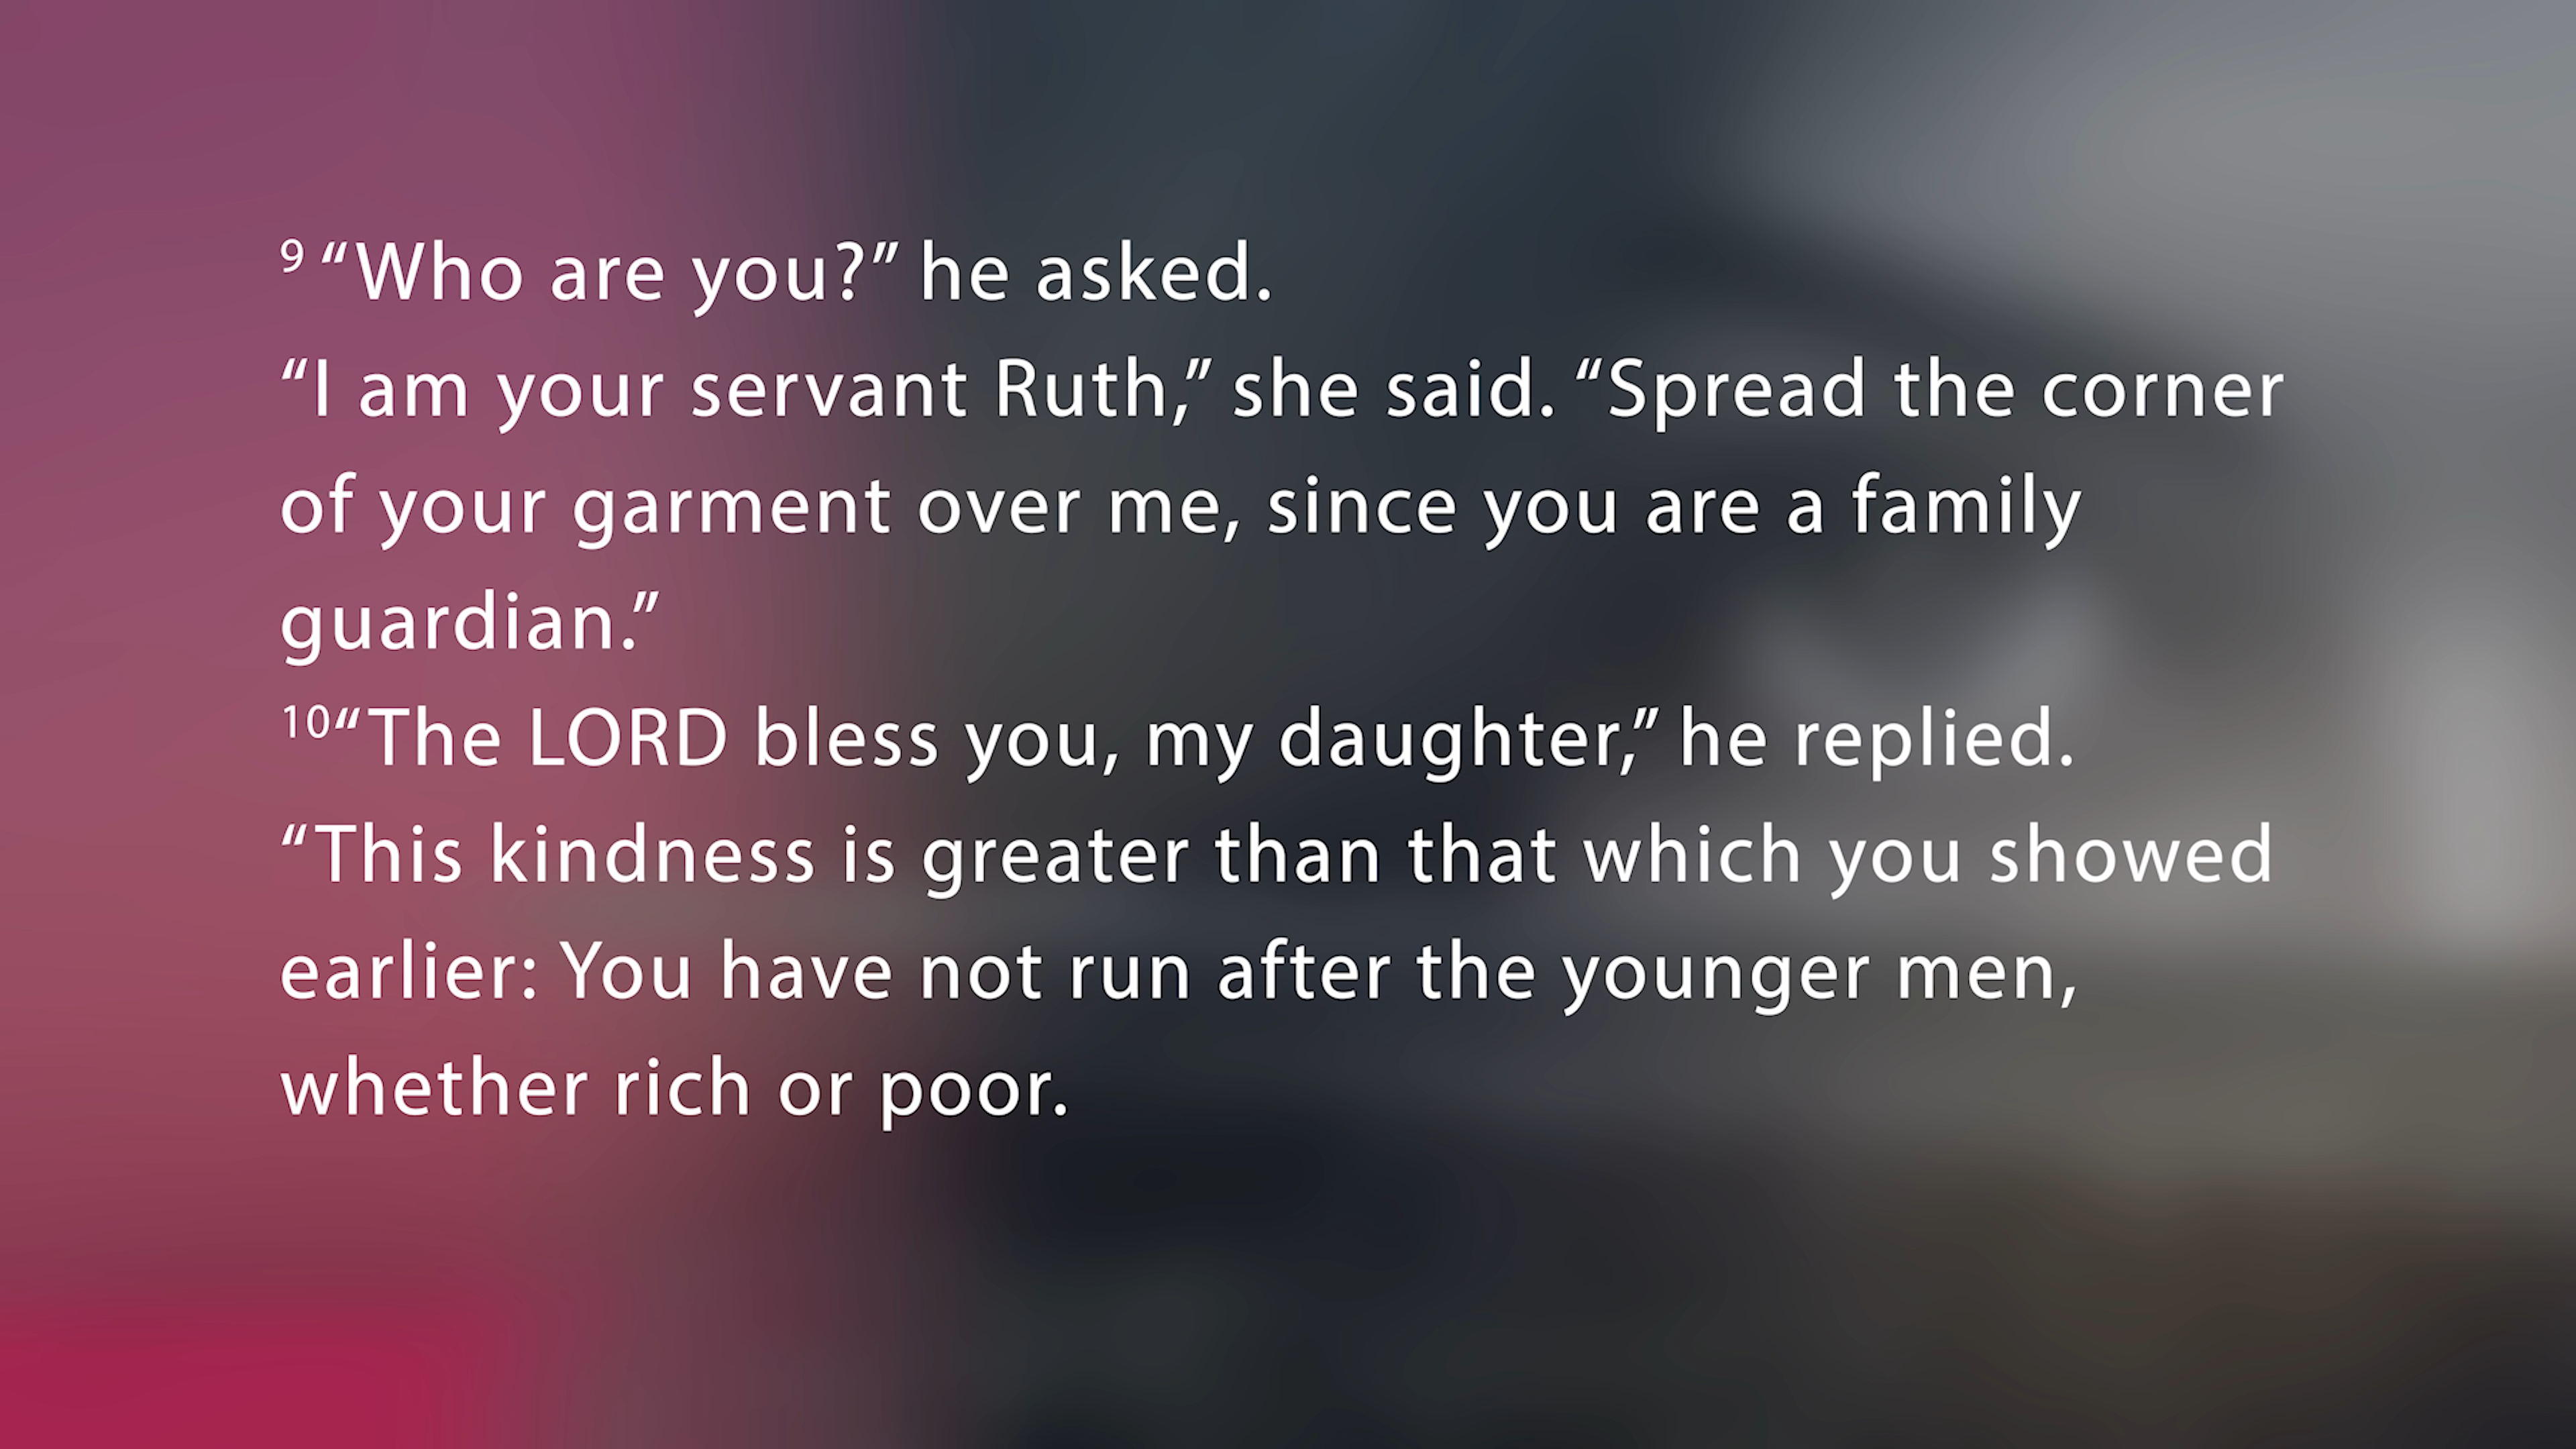 9 “Who are you?” he asked.
“I am your servant Ruth,” she said. “Spread the corner
of your garment over me, since you are a family
guardian.”
10“The LORD bless you, my daughter,” he replied.
“This kindness is greater than that which you showed
earlier: You have not run after the younger men,
whether rich or poor.